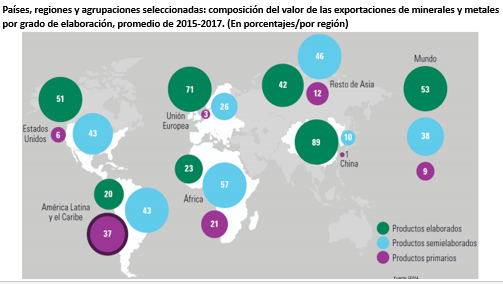 Países, regiones y agrupaciones seleccionadas: composición del valor de las exportaciones de minerales y metales
por grado de elaboración, promedio de 2015-2017. (En porcentajes/por región)
46
Mundo
51
71
42
Resto de Asia
12
53
3
26
Unión
Europea
Estados
Unidos
6
43
89
10
38
1
China
23
9
20
África
57
América Latina
y el Caribe
43
21
37
Productos elaborados
Productos semielaborados
Productos primarios